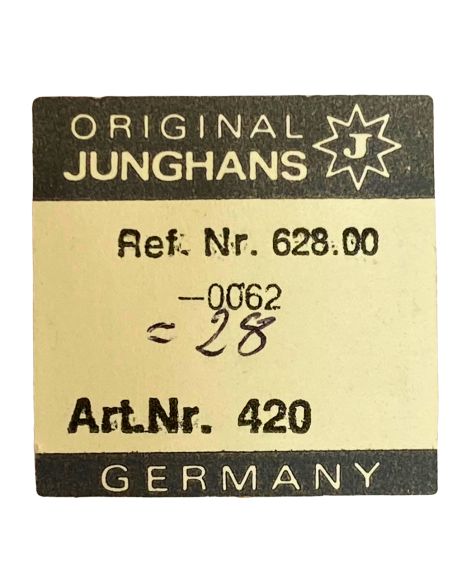 ORIGINAL
JUNGHANS J
Ref. Nr. 628.00
-0062
= 28
Art.Nr. 420
GERMANY